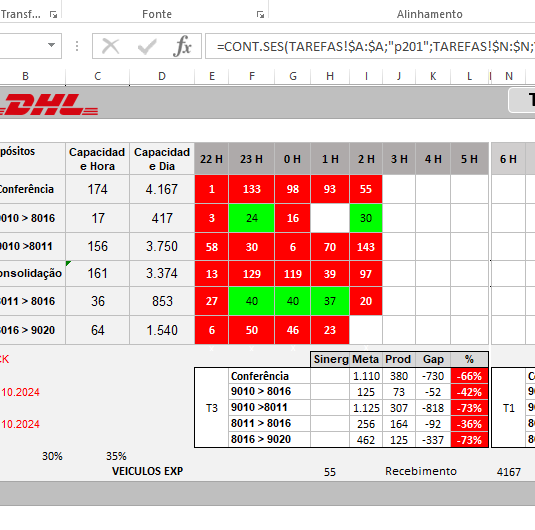 Transf... Fonte Alinhamento
fx =CONT.SES(TAREFAS!$A:$A;"p201";TAREFAS!$N:$N;
B C D E F G H I J K L N
DHL
pósitos Capacidad e Hora Capacidad e Dia 22 H 23 H 0 H 1 H 2 H 3 H 4 H 5 H 6 H
Conferência 174 4.167 1 133 98 93 55
9010 > 8016 17 417 3 24 16 30
9010 >8011 156 3.750 58 30 6 70 143
onsolidação 161 3.374 13 129 119 39 97
8011 > 8016 36 853 27 40 40 37 20
8016 > 9020 64 1.540 6 50 46 23
CK Sinerg Meta Prod Gap %
Conferência 1.110 380 -730 -66%
10.2024 9010 > 8016 125 73 -52 -42%
T3 9010 >8011 1.125 307 -818 -73% T1
10.2024 8011 > 8016 256 164 -92 -36%
8016 > 9020 462 125 -337 -73%
30% 35%
VEICULOS EXP 55 Recebimento 4167